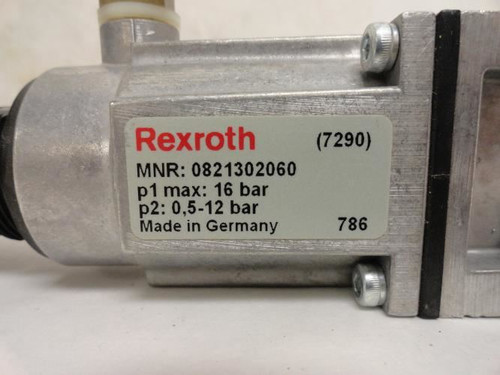 Rexroth (7290)
MNR: 0821302060
p1 max: 16 bar
p2: 0,5-12 bar
Made in Germany 786